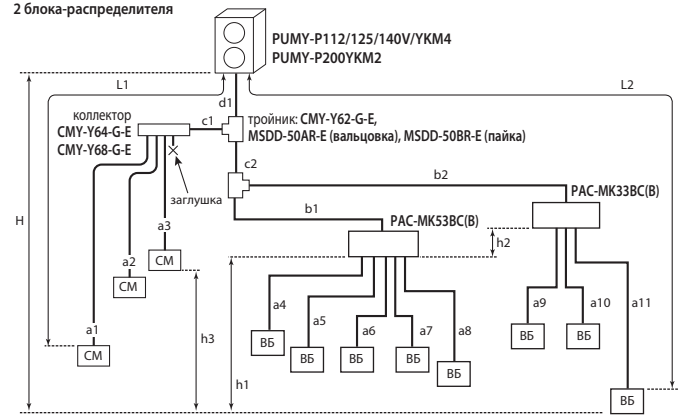 2 блока-распределителя
PUMY-P112/125/140V/YKM4
PUMY-P200YKM2
L1
L2
d1
коллектор
CMY-Y64-G-E
CMY-Y68-G-E
c1
тройник: CMY-Y62-G-E,
MSDD-50AR-E (вальцовка), MSDD-50BR-E (пайка)
c2
b2
заглушка
H
b1
PAC-MK53BC(B)
PAC-MK33BC(B)
a3
h2
a2
СМ
СМ
a1
h3
a4
a5
a6
a7
a8
a9
a10
a11
ВБ
ВБ
ВБ
ВБ
ВБ
ВБ
ВБ
СМ
h1
ВБ